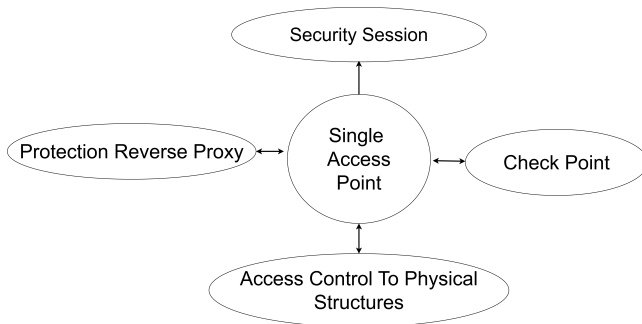 Security Session
Protection Reverse Proxy
Single
Access
Point
Check Point
Access Control To Physical
Structures